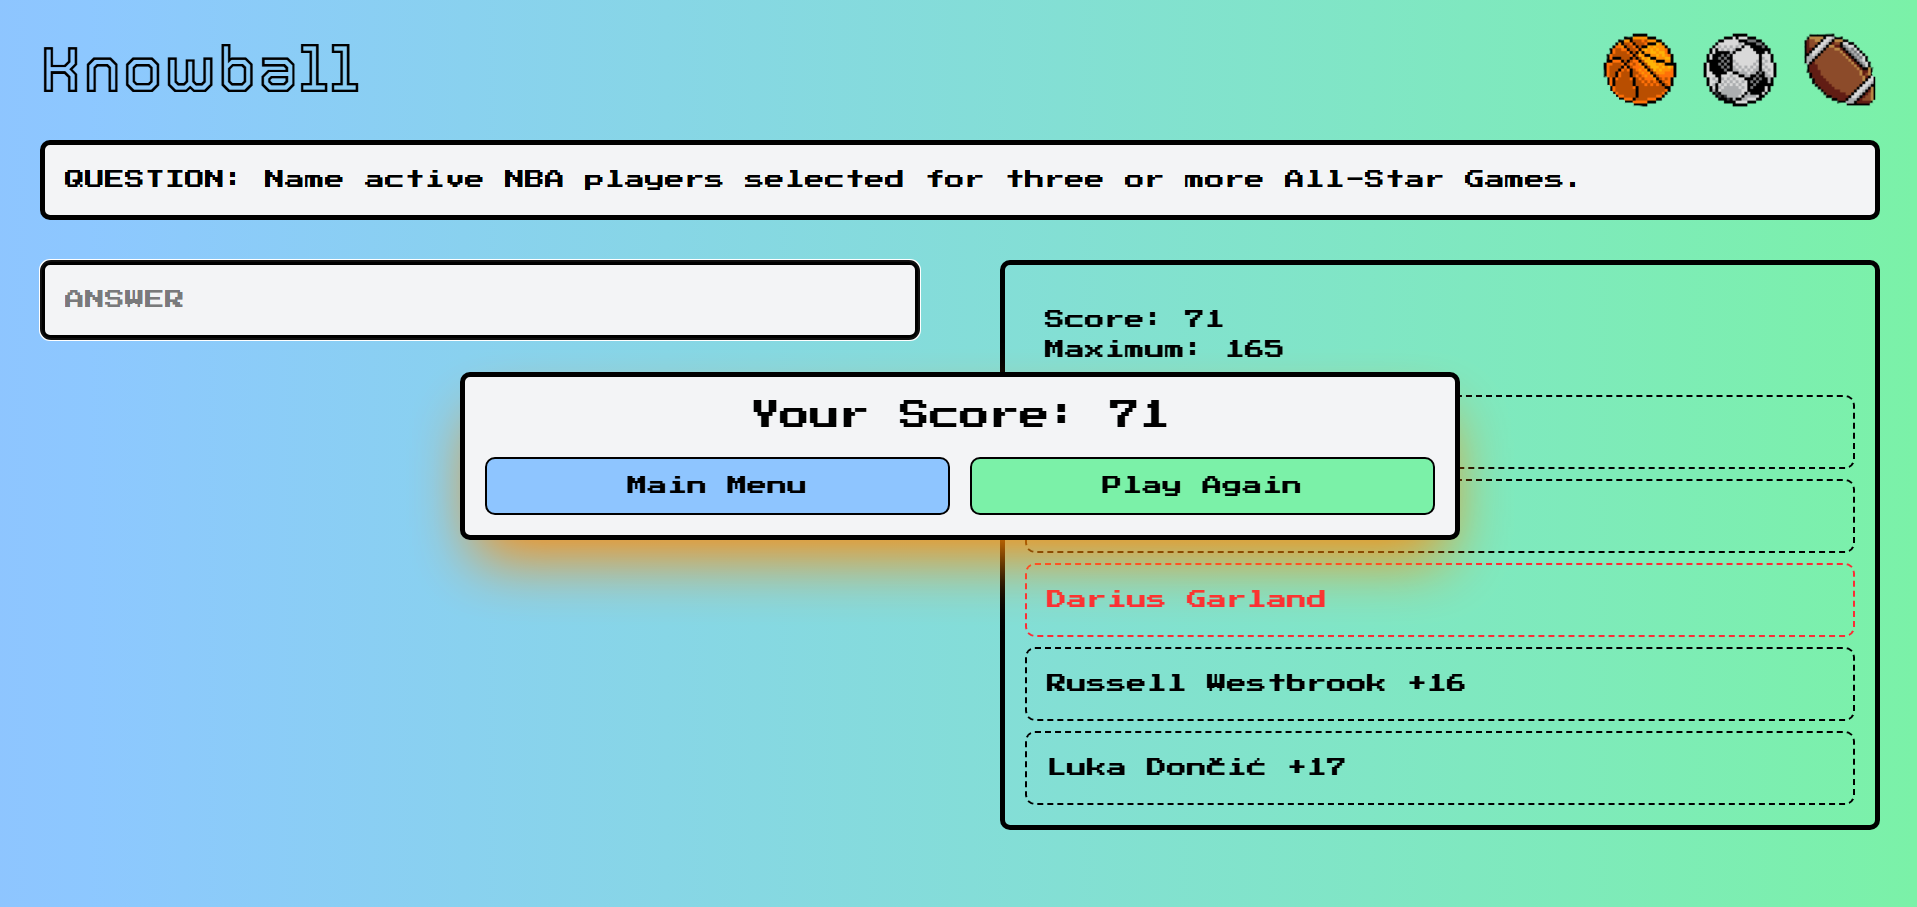 Knowball
QUESTION: Name active NBA players selected for three or more All-Star Games.
ANSWER
Score: 71
Maximum: 165
Your Score: 71
Main Menu
Play Again
Darius Garland
Russell Westbrook +16
Luka Dončić +17